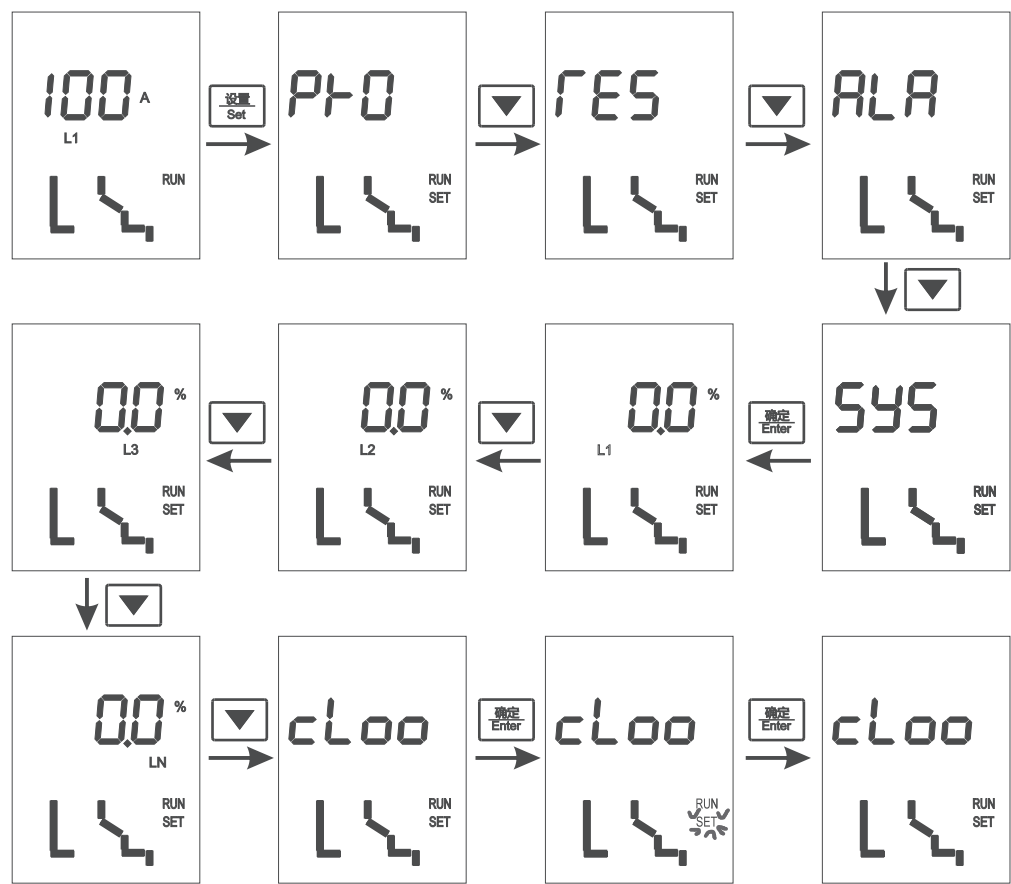 100 A
L1
RUN
设置
Set
PrO
RUN
SET
rES
RUN
SET
ALA
RUN
SET
SYS
RUN
SET
确定
Enter
0.0 %
L1
RUN
SET
0.0 %
L2
RUN
SET
0.0 %
L3
RUN
SET
0.0 %
LN
RUN
SET
cLoo
RUN
SET
确定
Enter
cLoo
RUN
SET
确定
Enter
cLoo
RUN
SET